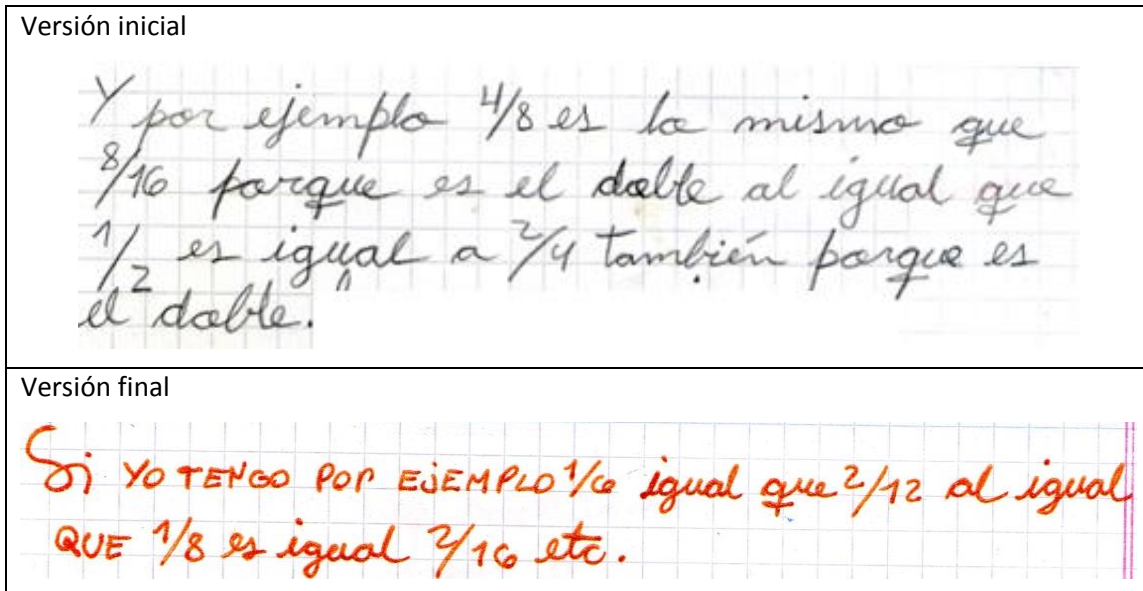 Versión inicial
Y por ejemplo 4/8 es lo mismo que
8/16 porque es el doble al igual que
1/2 es igual a 2/4 también porque es
el doble.
Versión final
Si YO TENGO POR EJEMPLO 1/6 igual que 2/12 al igual
QUE 1/8 es igual 2/16 etc.